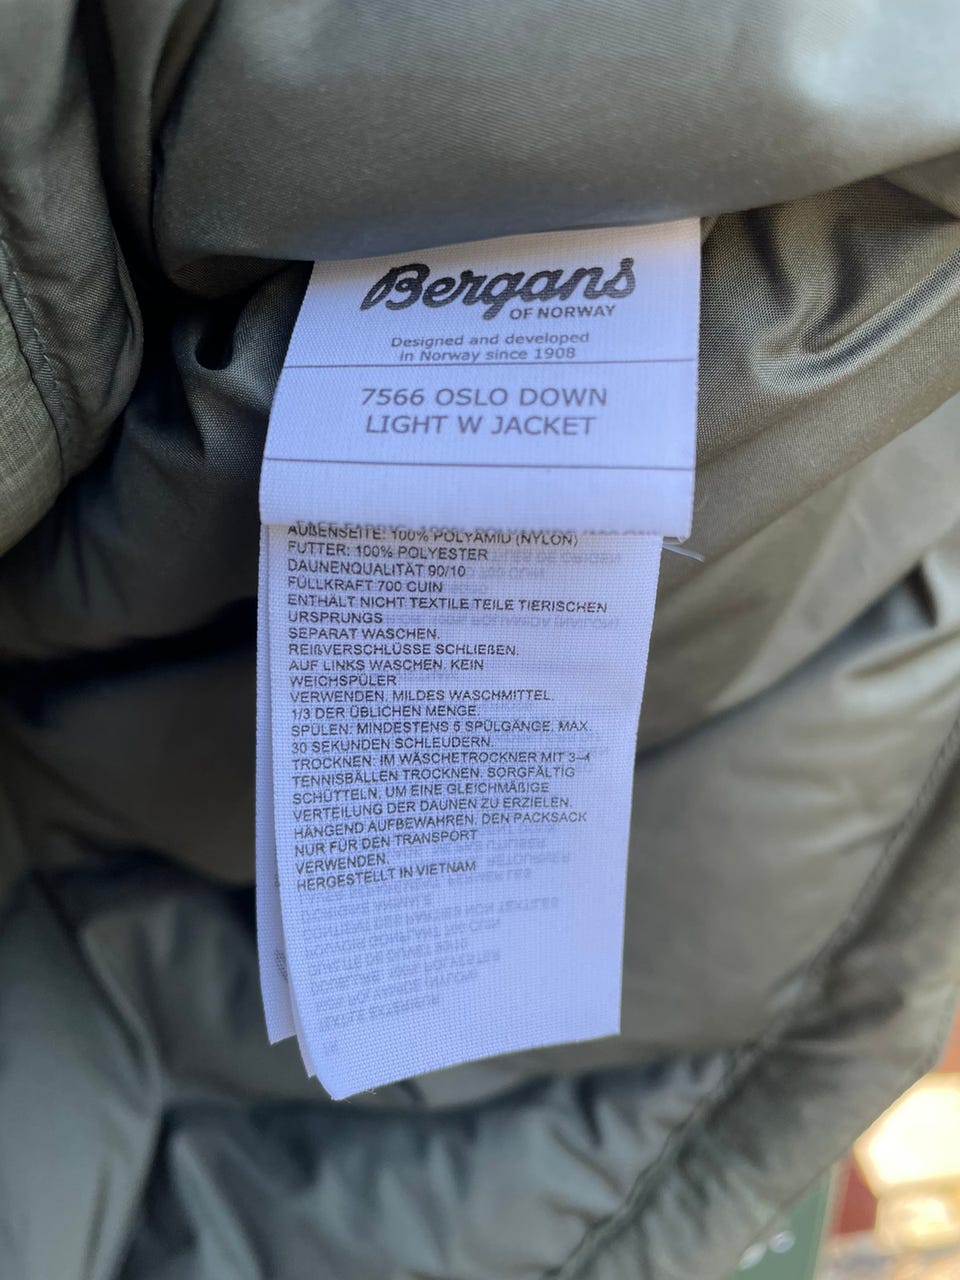 Bergans
OF NORWAY
Designed and developed
in Norway since 1908
7566 OSLO DOWN
LIGHT W JACKET
AUßENSEITE: 100% POLYAMID (NYLON)
FUTTER: 100% POLYESTER
DAUNENQUALITÄT 90/10
FÜLLKRAFT 700 CUIN
ENTHÄLT NICHT TEXTILE TEILE TIERISCHEN
URSPRUNGS
SEPARAT WASCHEN.
REIßVERSCHLÜSSE SCHLIEßEN.
AUF LINKS WASCHEN. KEIN
WEICHSPÜLER
VERWENDEN. MILDES WASCHMITTEL.
1/3 DER ÜBLICHEN MENGE
SPÜLEN: MINDESTENS 5 SPÜLGÄNGE. MAX.
30 SEKUNDEN SCHLEUDERN.
TROCKNEN: IM WÄSCHETROCKNER MIT 3–4
TENNISBÄLLEN TROCKNEN. SORGFÄLTIG
SCHÜTTELN, UM EINE GLEICHMÄßIGE
VERTEILUNG DER DAUNEN ZU ERZIELEN.
HÄNGEND AUFBEWAHREN. DEN PACKSACK
NUR FÜR DEN TRANSPORT
VERWENDEN.
HERGESTELLT IN VIETNAM